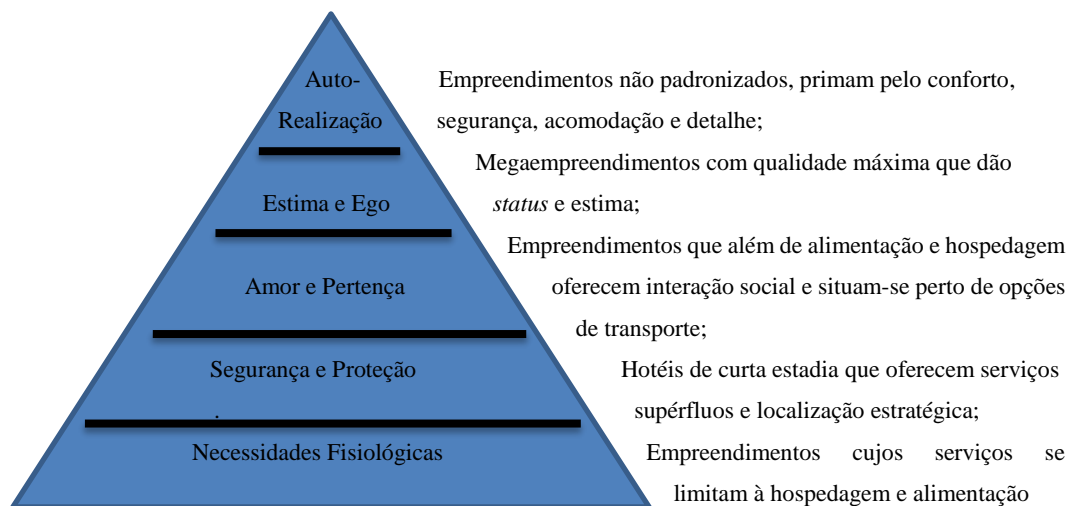 Auto-
Realização
Empreendimentos não padronizados, primam pelo conforto,
segurança, acomodação e detalhe;
Megaempreendimentos com qualidade máxima que dão
status e estima;
Estima e Ego
Empreendimentos que além de alimentação e hospedagem
oferecem interação social e situam-se perto de opções
de transporte;
Amor e Pertença
Segurança e Proteção
.
Hotéis de curta estadia que oferecem serviços
supérfluos e localização estratégica;
Necessidades Fisiológicas
Empreendimentos cujos serviços se
limitam à hospedagem e alimentação